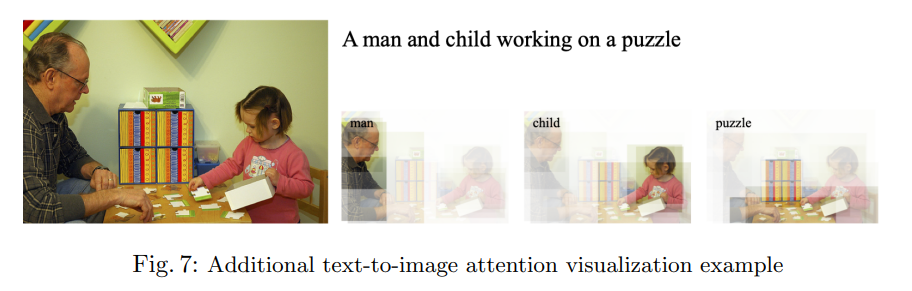 A man and child working on a puzzle
man
child
puzzle
Fig. 7: Additional text-to-image attention visualization example